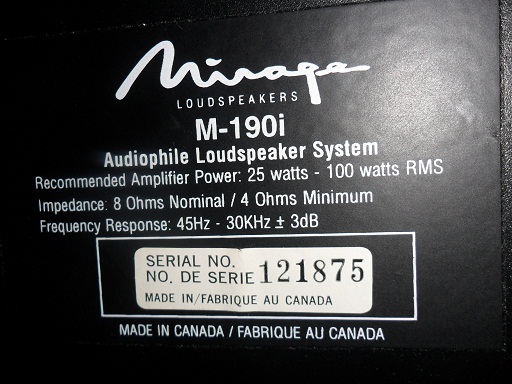 Mirage
LOUDSPEAKERS
M-190i
Audiophile Loudspeaker System
Recommended Amplifier Power: 25 watts - 100 watts RMS
Impedance: 8 Ohms Nominal / 4 Ohms Minimum
Frequency Response: 45Hz - 30KHz ± 3dB
SERIAL NO.
NO. DE SERIE 121875
MADE IN/FABRIQUE AU CANADA
MADE IN CANADA / FABRIQUE AU CANADA